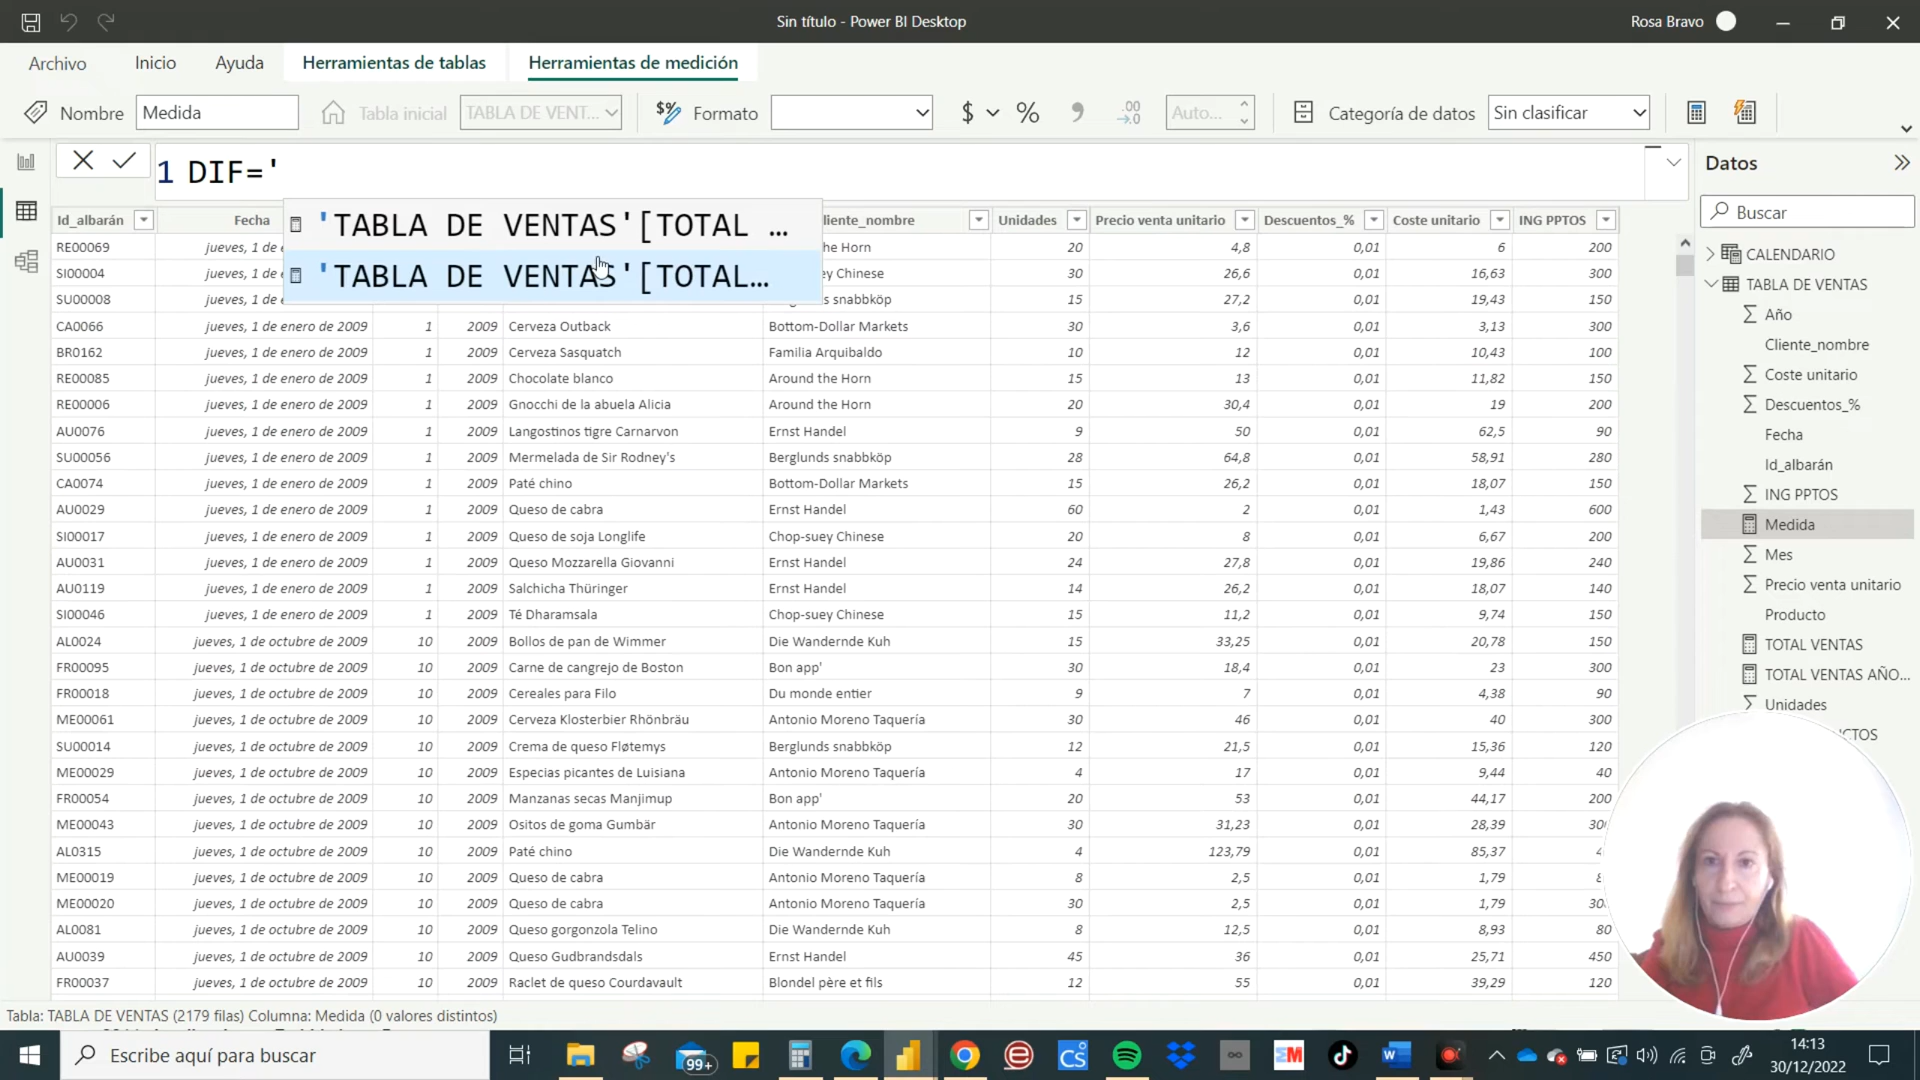 Sin título - Power BI Desktop
Rosa Bravo
Archivo Inicio Ayuda Herramientas de tablas Herramientas de medición
Nombre Medida Tabla inicial TABLA DE VENT... Formato $ % Auto... Categoría de datos Sin clasificar
1 DIF='
'TABLA DE VENTAS'[TOTAL ...
'TABLA DE VENTAS'[TOTAL...
Id_albarán Fecha liente_nombre Unidades Precio venta unitario Descuentos_% Coste unitario ING PPTOS
RE00069 jueves, 1 de e he Horn 20 4,8 0,01 6 200
SI00004 jueves, 1 de ey Chinese 30 26,6 0,01 16,63 300
SU00008 jueves, 1 de s snabbköp 15 27,2 0,01 19,43 150
CA0066 jueves, 1 de enero de 2009 1 2009 Cerveza Outback Bottom-Dollar Markets 30 3,6 0,01 3,13 300
BR0162 jueves, 1 de enero de 2009 1 2009 Cerveza Sasquatch Familia Arquibaldo 10 12 0,01 10,43 100
RE00085 jueves, 1 de enero de 2009 1 2009 Chocolate blanco Around the Horn 15 13 0,01 11,82 150
RE00006 jueves, 1 de enero de 2009 1 2009 Gnocchi de la abuela Alicia Around the Horn 20 30,4 0,01 19 200
AU0076 jueves, 1 de enero de 2009 1 2009 Langostinos tigre Carnarvon Ernst Handel 9 50 0,01 62,5 90
SU00056 jueves, 1 de enero de 2009 1 2009 Mermelada de Sir Rodney's Berglunds snabbköp 28 64,8 0,01 58,91 280
CA0074 jueves, 1 de enero de 2009 1 2009 Paté chino Bottom-Dollar Markets 15 26,2 0,01 18,07 150
AU0029 jueves, 1 de enero de 2009 1 2009 Queso de cabra Ernst Handel 60 2 0,01 1,43 600
SI00017 jueves, 1 de enero de 2009 1 2009 Queso de soja Longlife Chop-suey Chinese 20 8 0,01 6,67 200
AU0031 jueves, 1 de enero de 2009 1 2009 Queso Mozzarella Giovanni Ernst Handel 24 27,8 0,01 19,86 240
AU0119 jueves, 1 de enero de 2009 1 2009 Salchicha Thüringer Ernst Handel 14 26,2 0,01 18,07 140
SI00046 jueves, 1 de enero de 2009 1 2009 Té Dharamsala Chop-suey Chinese 15 11,2 0,01 9,74 150
AL0024 jueves, 1 de octubre de 2009 10 2009 Bollos de pan de Wimmer Die Wandernde Kuh 15 33,25 0,01 20,78 150
FR00095 jueves, 1 de octubre de 2009 10 2009 Carne de cangrejo de Boston Bon app' 30 18,4 0,01 23 300
FR00018 jueves, 1 de octubre de 2009 10 2009 Cereales para Filo Du monde entier 9 7 0,01 4,38 90
ME00061 jueves, 1 de octubre de 2009 10 2009 Cerveza Klosterbier Rhönbräu Antonio Moreno Taquería 30 46 0,01 40 300
SU00014 jueves, 1 de octubre de 2009 10 2009 Crema de queso Fløtemys Berglunds snabbköp 12 21,5 0,01 15,36 120
ME00029 jueves, 1 de octubre de 2009 10 2009 Especias picantes de Luisiana Antonio Moreno Taquería 4 17 0,01 9,44 40
FR00054 jueves, 1 de octubre de 2009 10 2009 Manzanas secas Manjimup Bon app' 20 53 0,01 44,17 200
ME00043 jueves, 1 de octubre de 2009 10 2009 Ositos de goma Gumbär Antonio Moreno Taquería 30 31,23 0,01 28,39 30
AL0315 jueves, 1 de octubre de 2009 10 2009 Paté chino Die Wandernde Kuh 4 123,79 0,01 85,37
ME00019 jueves, 1 de octubre de 2009 10 2009 Queso de cabra Antonio Moreno Taquería 8 2,5 0,01 1,79
ME00020 jueves, 1 de octubre de 2009 10 2009 Queso de cabra Antonio Moreno Taquería 30 2,5 0,01 1,79 30
AL0081 jueves, 1 de octubre de 2009 10 2009 Queso gorgonzola Telino Die Wandernde Kuh 8 12,5 0,01 8,93 80
AU0039 jueves, 1 de octubre de 2009 10 2009 Queso Gudbrandsdals Ernst Handel 45 36 0,01 25,71 450
FR00037 jueves, 1 de octubre de 2009 10 2009 Raclet de queso Courdavault Blondel père et fils 12 55 0,01 39,29 120
Datos
Buscar
CALENDARIO
TABLA DE VENTAS
Año
Cliente_nombre
Coste unitario
Descuentos_%
Fecha
Id_albarán
ING PPTOS
Medida
Mes
Precio venta unitario
Producto
TOTAL VENTAS
TOTAL VENTAS AÑO...
Unidades
CTOS
Tabla: TABLA DE VENTAS (2179 filas) Columna: Medida (0 valores distintos)
Escribe aquí para buscar
99+
14:13
30/12/2022